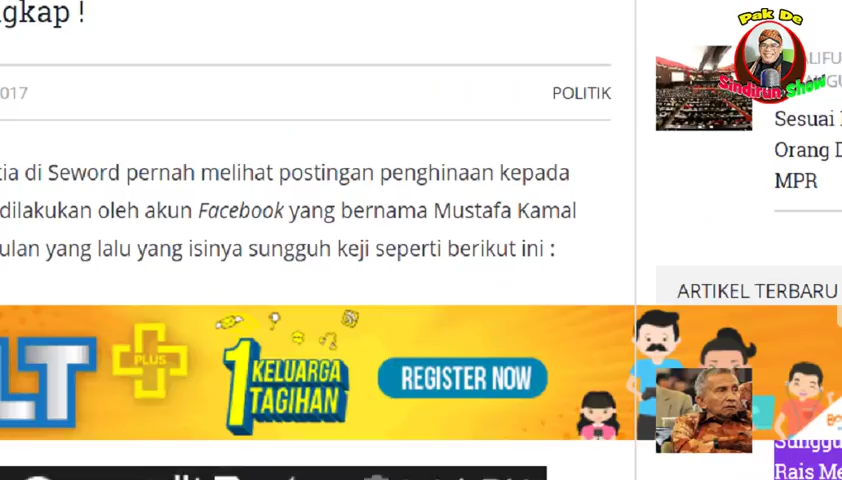 gkap !
2017
POLITIK
tia di Seword pernah melihat postingan penghinaan kepada
dilakukan oleh akun Facebook yang bernama Mustafa Kamal
ulan yang lalu yang isinya sungguh keji seperti berikut ini :
LT
PLUS
1 KELUARGA
TAGIHAN
REGISTER NOW
Pak De
Sindirun Show
ALIFU
Sesuai
Orang D
MPR
ARTIKEL TERBARU
Sunggu
Rais Me